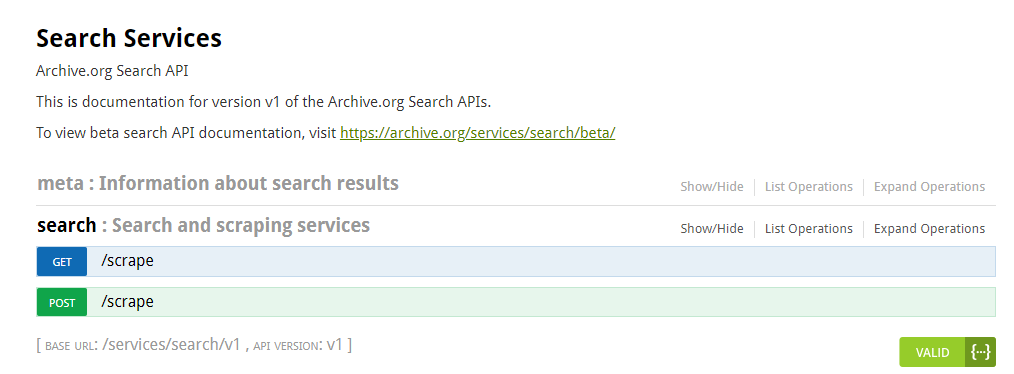 Search Services
Archive.org Search API
This is documentation for version v1 of the Archive.org Search APIs.
To view beta search API documentation, visit https://archive.org/services/search/beta/
meta : Information about search results Show/Hide List Operations Expand Operations
search : Search and scraping services Show/Hide List Operations Expand Operations
GET /scrape
POST /scrape
[ BASE URL: /services/search/v1 , API VERSION: v1 ] VALID {...}